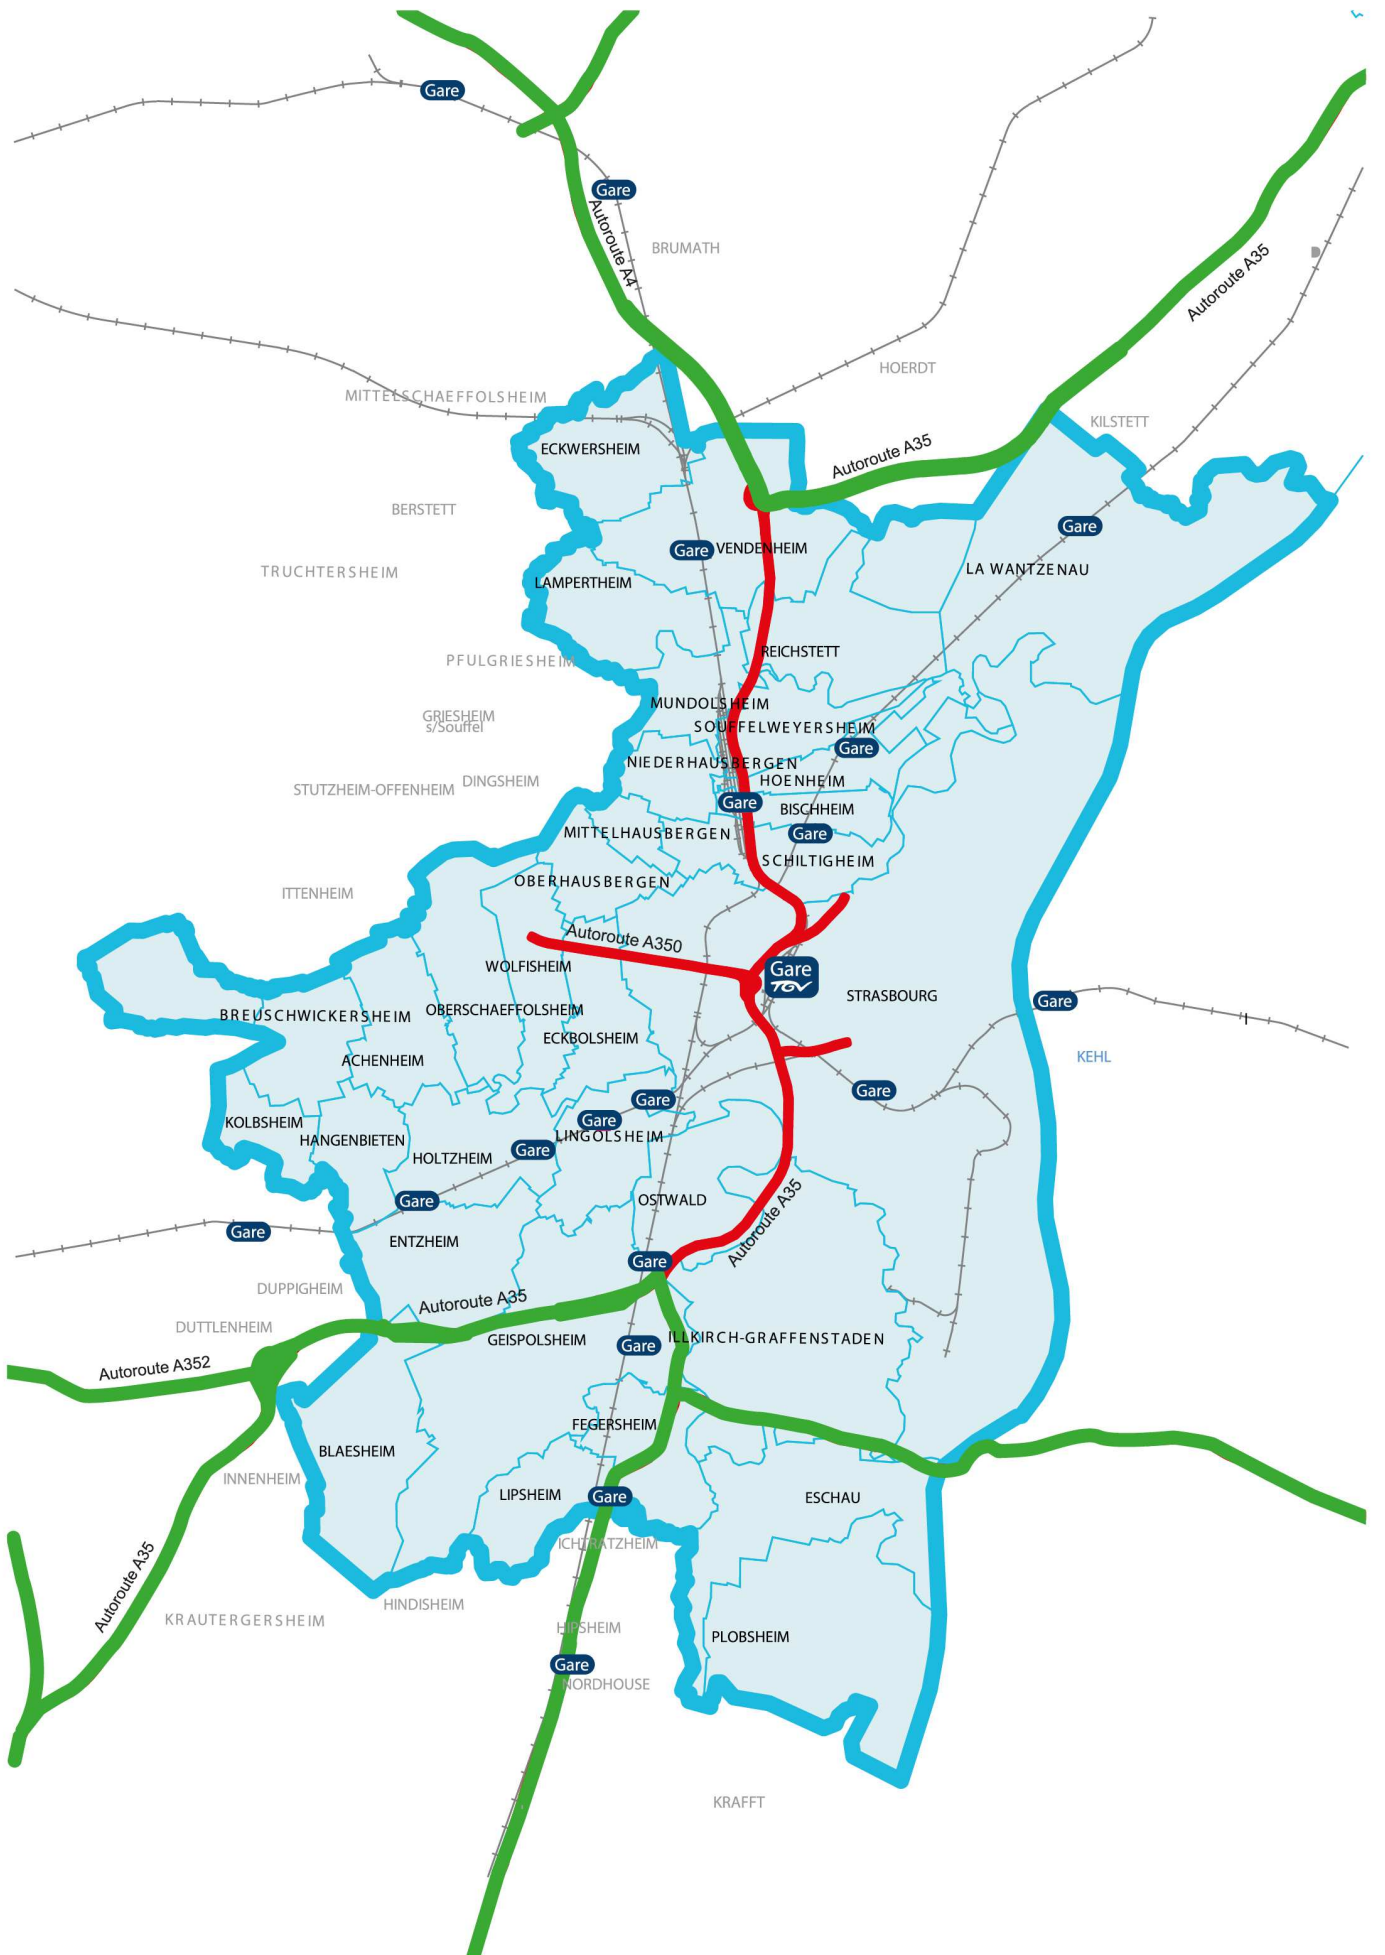 Gare
Gare
Autoroute A4
BRUMATH
Autoroute A35
HOERDT
MITTELSCHAEFFOLSHEIM
KILSTETT
ECKWERSHEIM
Autoroute A35
BERSTETT
Gare
Gare
VENDENHEIM
LA WANTZENAU
TRUCHTERSHEIM
LAMPERTHEIM
REICHSTETT
PFULGRIESHEIM
MUNDOLSHEIM
GRIESHEIM
s/Souffel
SOUFFELWEYERSHEIM
Gare
NIEDERHAUSBERGEN
DINGSHEIM
HOENHEIM
STUTZHEIM-OFFENHEIM
Gare
BISCHHEIM
MITTELHAUSBERGEN
Gare
SCHILTIGHEIM
OBERHAUSBERGEN
ITTENHEIM
Autoroute A350
WOLFISHEIM
Gare
TGV
STRASBOURG
Gare
OBERSCHAEFFOLSHEIM
BREUSCHWICKERSHEIM
ECKBOLSHEIM
KEHL
ACHENHEIM
Gare
Gare
KOLBSHEIM
Gare
LINGOLSHEIM
HANGENBIETEN
Gare
HOLTZHEIM
Gare
OSTWALD
Autoroute A35
Gare
ENTZHEIM
Gare
DUPPIGHEIM
Autoroute A35
DUTTLENHEIM
GEISPOLSHEIM
Gare
ILLKIRCH-GRAFFENSTADEN
Autoroute A352
FEGERSHEIM
BLAESHEIM
INNENHEIM
LIPSHEIM
Gare
ESCHAU
ICHTRATZHEIM
Autoroute A35
HINDISHEIM
KRAUTERGERSHEIM
HIPSHEIM
PLOBSHEIM
Gare
NORDHOUSE
KRAFFT